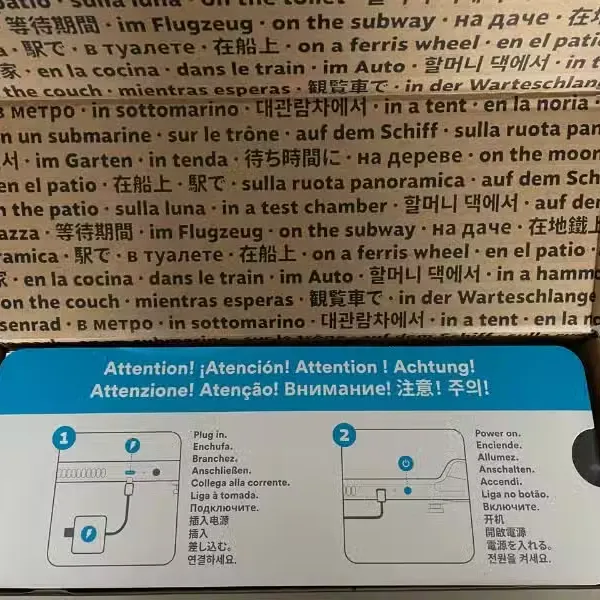 sulla luna · on the toilet ·
等待期間 · im Flugzeug · on the subway · на даче · 在地
· 駅で · в туалете · 在船上 · on a ferris wheel · en el patio
家 · en la cocina · dans le train · im Auto · 할머니 댁에서 · in
the couch · mientras esperas · 観覧車で · in der Warteschlang
в метро · in sottomarino · 대관람차에서 · in a tent · en la noria ·
n un submarine · sur le trône · auf dem Schiff · sulla ruota pan
서 · im Garten · in tenda · 待ち時間に · на дереве · on the moon
en el patio · 在船上 · 駅で · sulla ruota panoramica · auf dem Sch
n the patio · sulla luna · in a test chamber · 할머니 댁에서 · auf de
azza · 等待期間 · im Flugzeug · on the subway · на даче · 在地鐵上
ramica · 駅で · в туалете · 在船上 · on a ferris wheel · en el patio ·
家 · en la cocina · dans le train · im Auto · 할머니 댁에서 · in a hamm
on the couch · mientras esperas · 観覧車で · in der Warteschlange
senrad · в метро · in sottomarino · 대관람차에서 · in a tent · en la n
Attention! ¡Atención! Attention ! Achtung!
Attenzione! Atenção! Внимание! 注意! 주의!
1
Plug in.
Enchufa.
Branchez.
Anschließen.
Collega alla corrente.
Liga à tomada.
Подключите.
插入电源
插入
差し込む。
연결하세요.
2
Power on.
Enciende.
Allumez.
Anschalten.
Accendi.
Liga no botão.
Включите.
开机
開啟電源
電源を入れる。
전원을 켜세요.